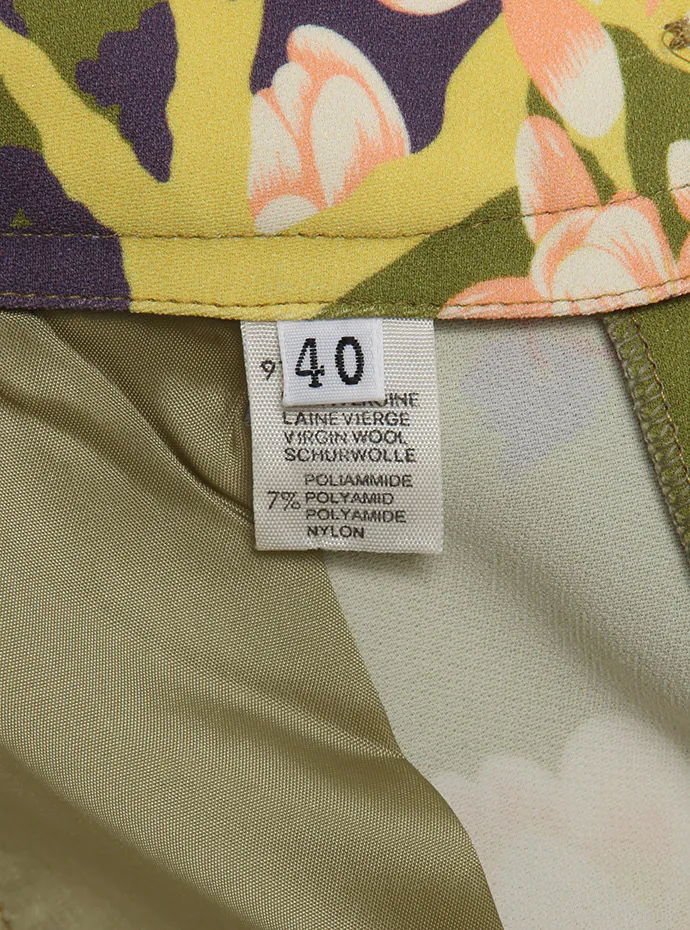 40
LAINE VIERGE
VIRGIN WOOL
SCHURWOLLE
POLIAMMIDE
7% POLYAMID
POLYAMIDE
NYLON